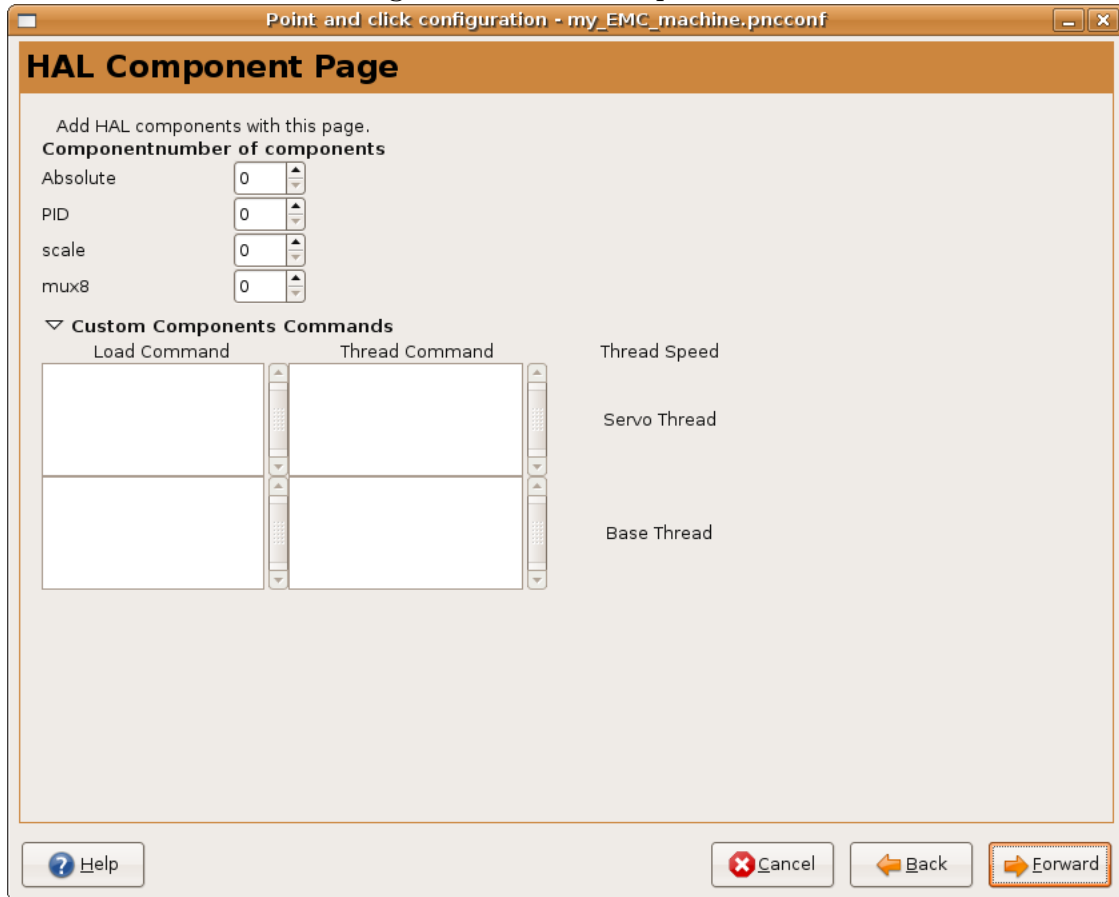 Point and click configuration - my_EMC_machine.pncconf
HAL Component Page
Add HAL components with this page.
Componentnumber of components
Absolute 0
PID 0
scale 0
mux8 0
Custom Components Commands
Load Command Thread Command Thread Speed
Servo Thread
Base Thread
Help Cancel Back Forward